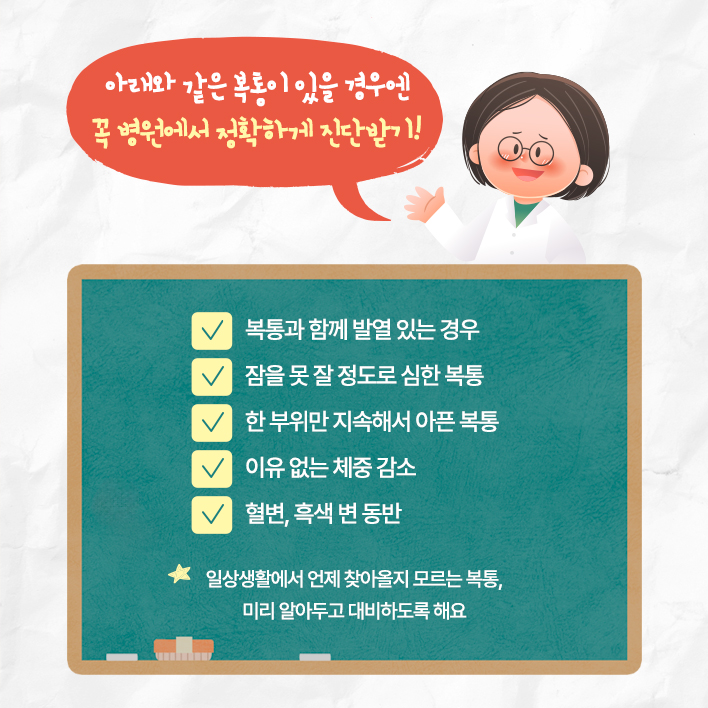 아래와 같은 복통이 있을 경우엔
꼭 병원에서 정확하게 진단받기!
복통과 함께 발열 있는 경우
잠을 못 잘 정도로 심한 복통
한 부위만 지속해서 아픈 복통
이유 없는 체중 감소
혈변, 흑색 변 동반
일상생활에서 언제 찾아올지 모르는 복통,
미리 알아두고 대비하도록 해요